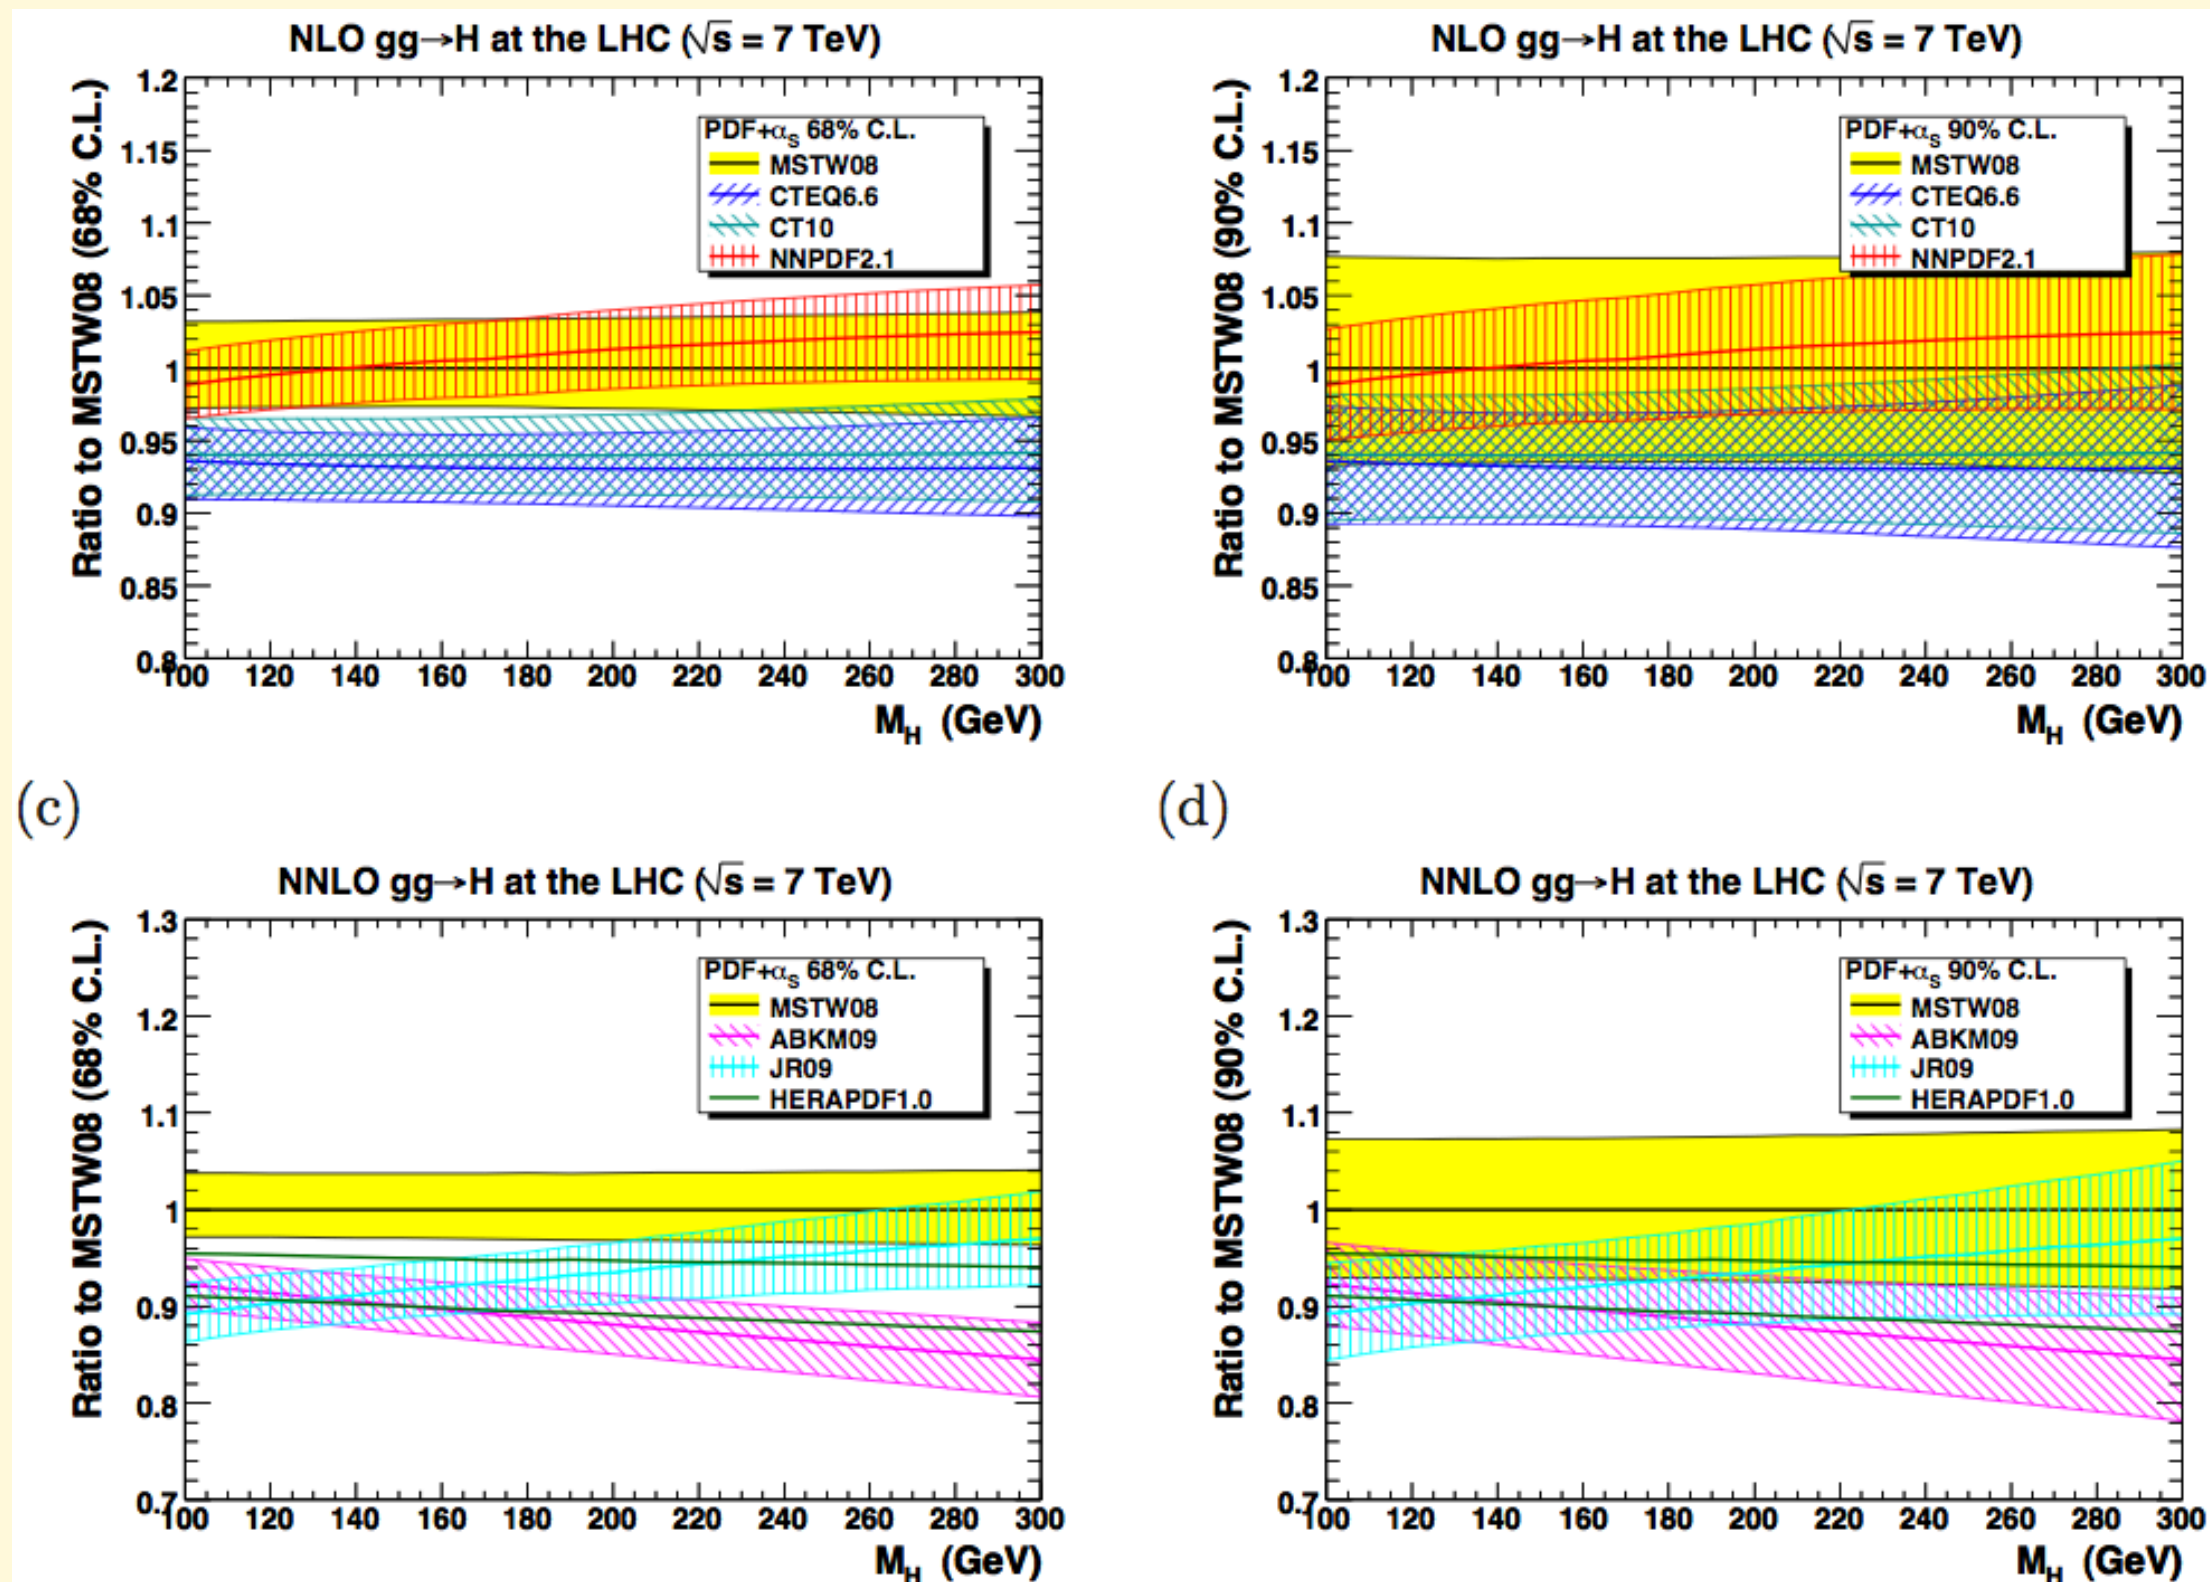 NLO gg→H at the LHC (√s = 7 TeV)
Ratio to MSTW08 (68% C.L.)
1.2
1.15
1.1
1.05
1
0.95
0.9
0.85
0.8
PDF+αS 68% C.L.
MSTW08
CTEQ6.6
CT10
NNPDF2.1
100 120 140 160 180 200 220 240 260 280 300
MH (GeV)
NLO gg→H at the LHC (√s = 7 TeV)
Ratio to MSTW08 (90% C.L.)
1.2
1.15
1.1
1.05
1
0.95
0.9
0.85
0.8
PDF+αS 90% C.L.
MSTW08
CTEQ6.6
CT10
NNPDF2.1
100 120 140 160 180 200 220 240 260 280 300
MH (GeV)
(c)
NNLO gg→H at the LHC (√s = 7 TeV)
Ratio to MSTW08 (68% C.L.)
1.3
1.2
1.1
1
0.9
0.8
0.7
PDF+αS 68% C.L.
MSTW08
ABKM09
JR09
HERAPDF1.0
100 120 140 160 180 200 220 240 260 280 300
MH (GeV)
(d)
NNLO gg→H at the LHC (√s = 7 TeV)
Ratio to MSTW08 (90% C.L.)
1.3
1.2
1.1
1
0.9
0.8
0.7
PDF+αS 90% C.L.
MSTW08
ABKM09
JR09
HERAPDF1.0
100 120 140 160 180 200 220 240 260 280 300
MH (GeV)